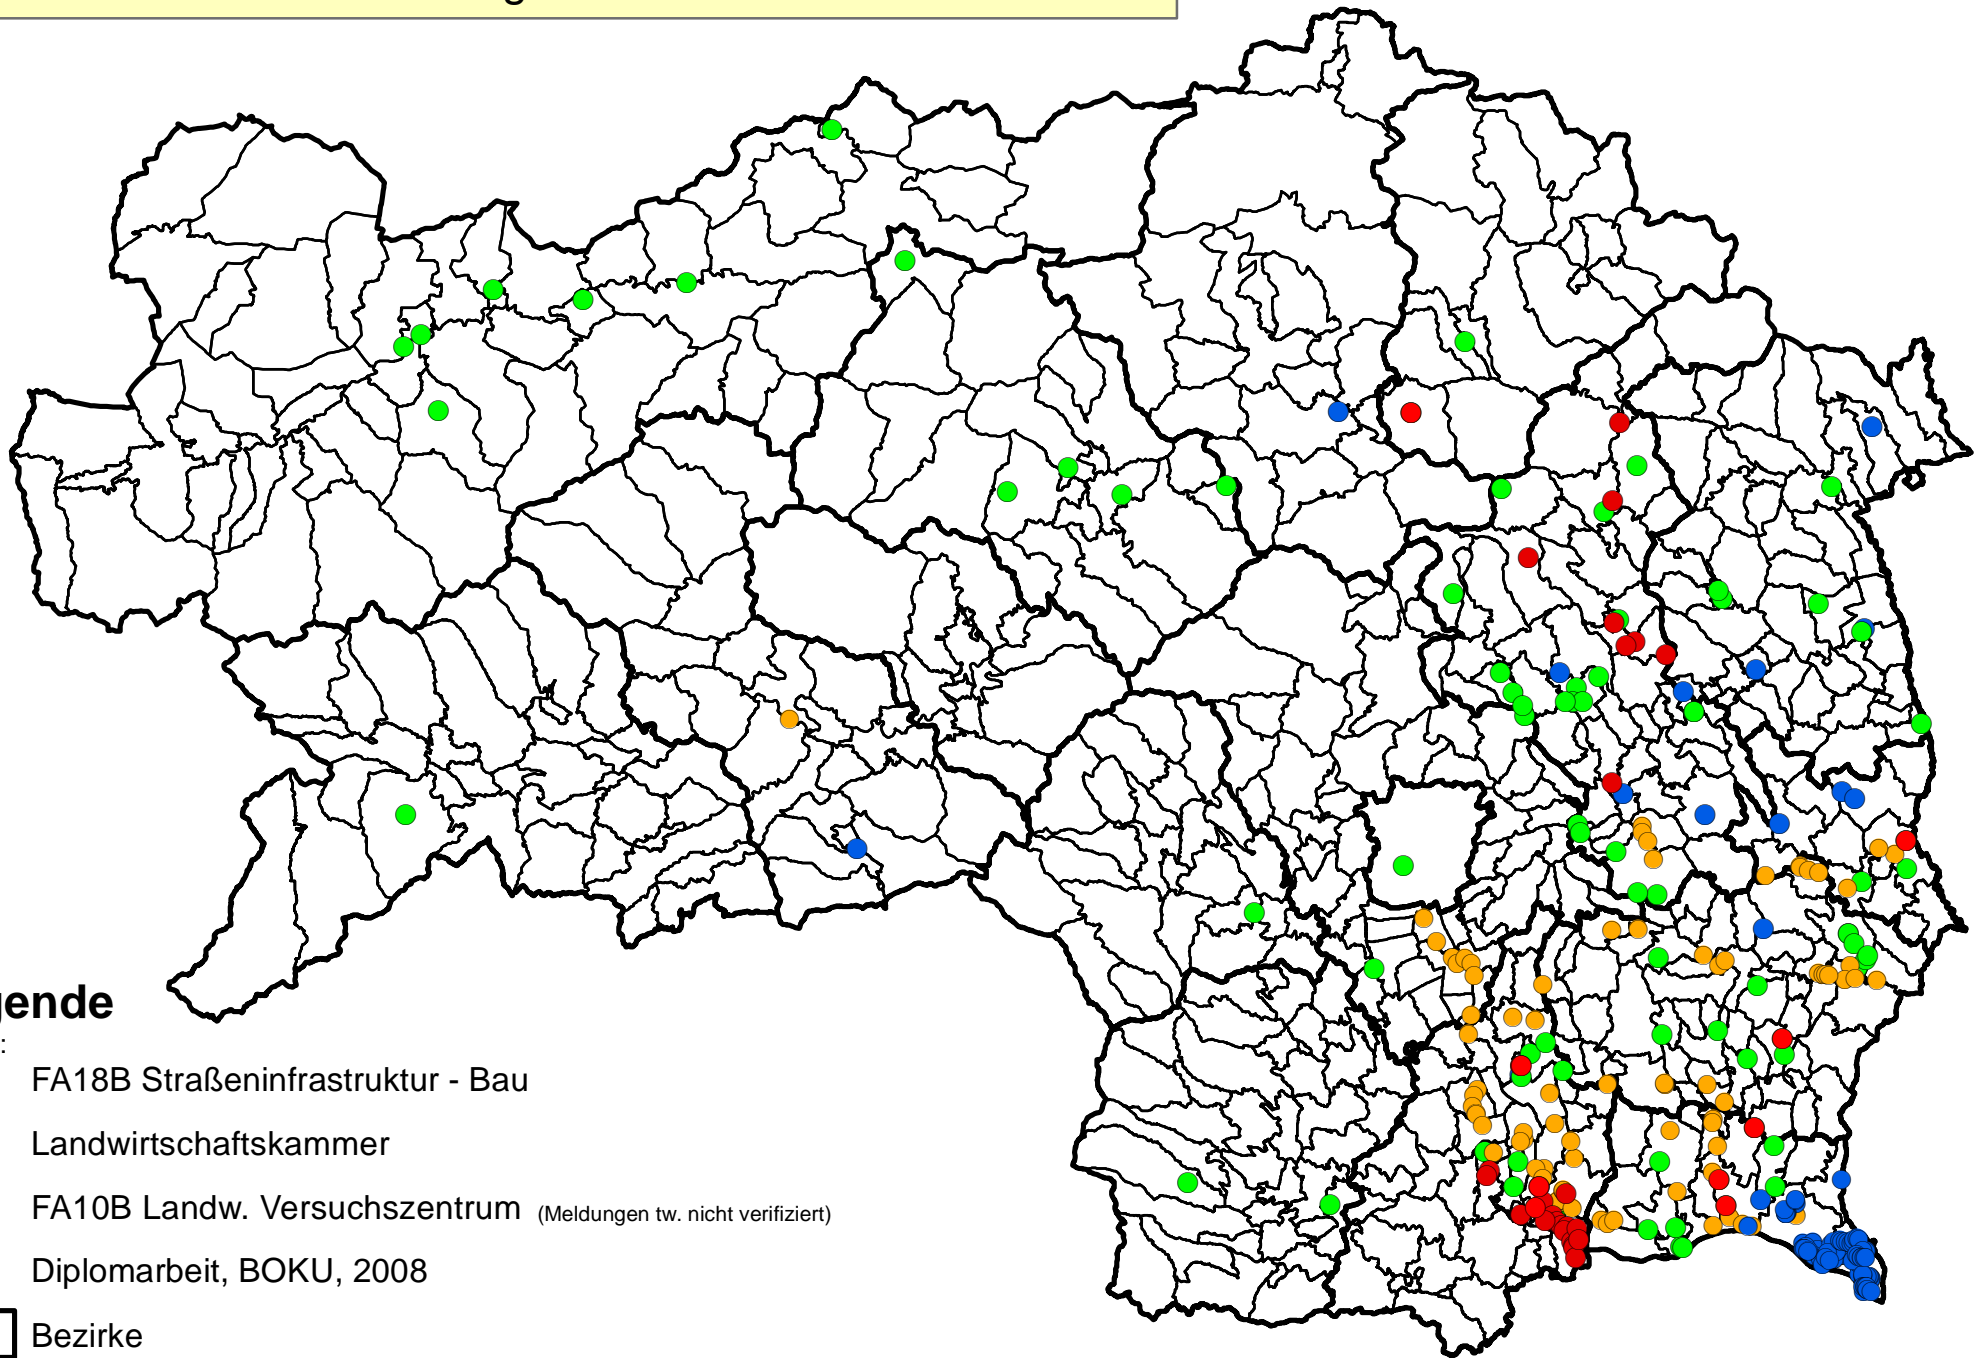 gende
:
FA18B Straßeninfrastruktur - Bau
Landwirtschaftskammer
FA10B Landw. Versuchszentrum (Meldungen tw. nicht verifiziert)
Diplomarbeit, BOKU, 2008
Bezirke